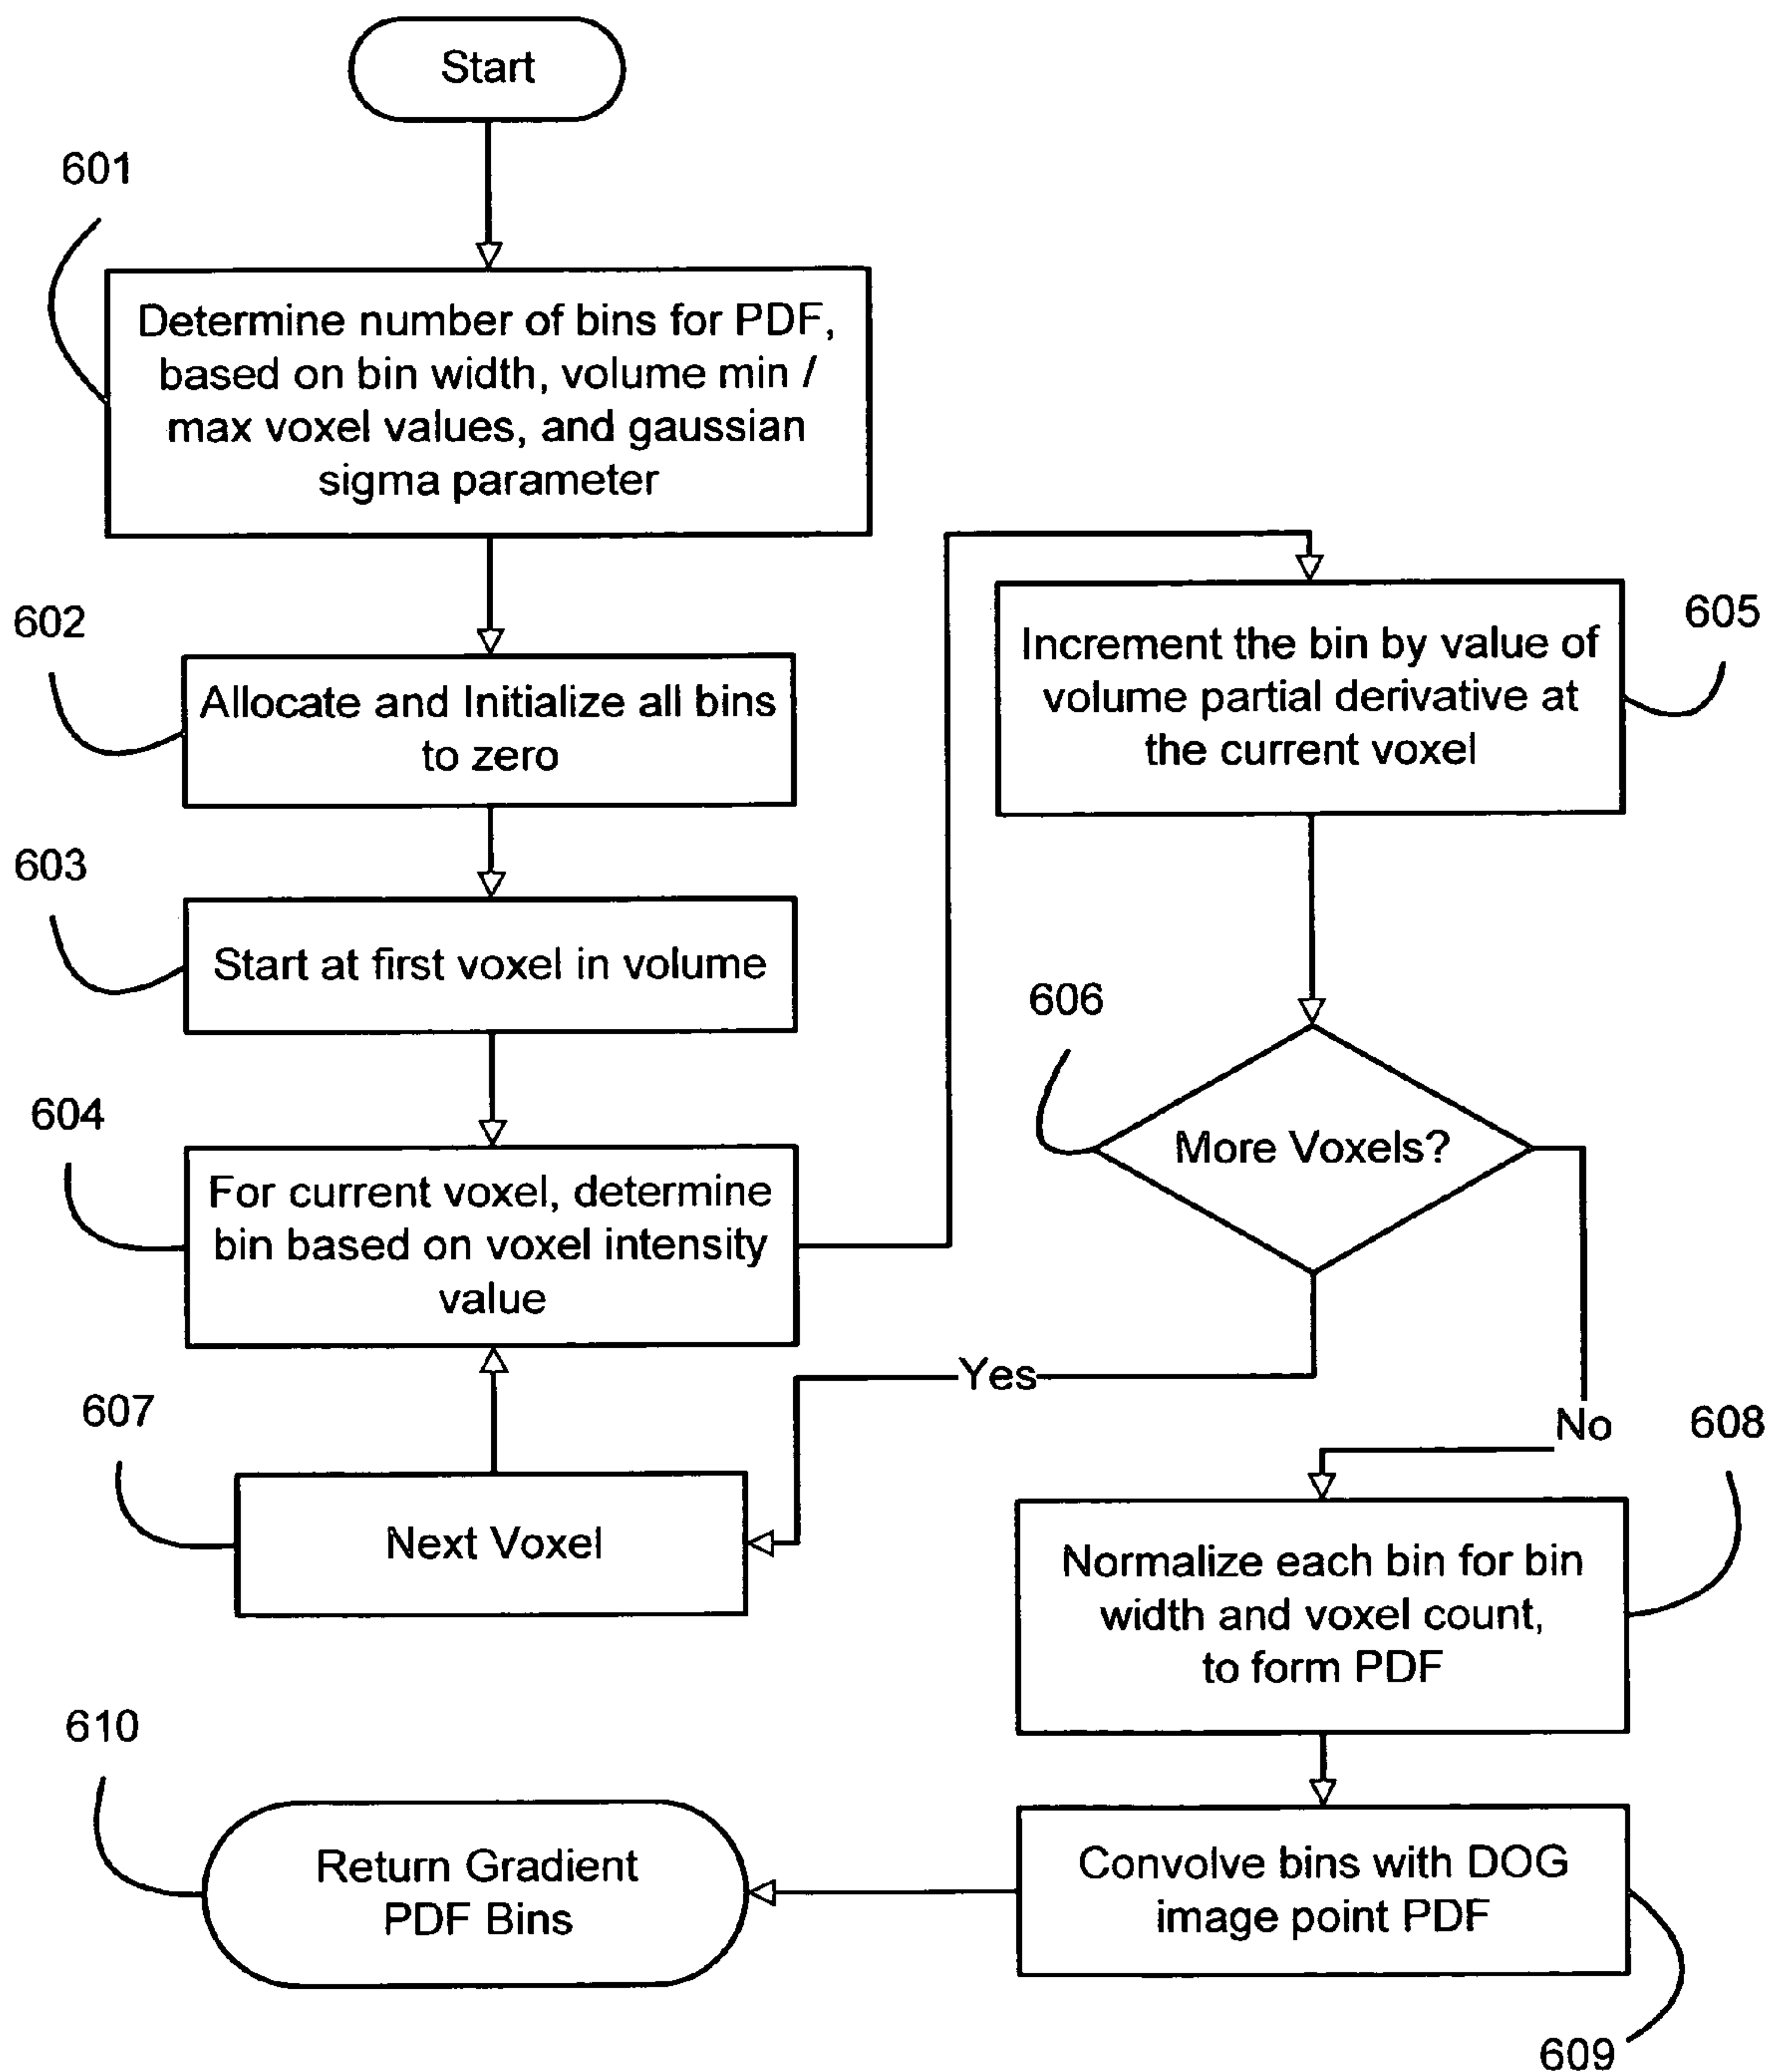 Start
601
Determine number of bins for PDF,
based on bin width, volume min /
max voxel values, and gaussian
sigma parameter
602
Allocate and Initialize all bins
to zero
603
Start at first voxel in volume
604
For current voxel, determine
bin based on voxel intensity
value
605
Increment the bin by value of
volume partial derivative at
the current voxel
606
More Voxels?
Yes
No
607
Next Voxel
608
Normalize each bin for bin
width and voxel count,
to form PDF
609
Convolve bins with DOG
image point PDF
610
Return Gradient
PDF Bins